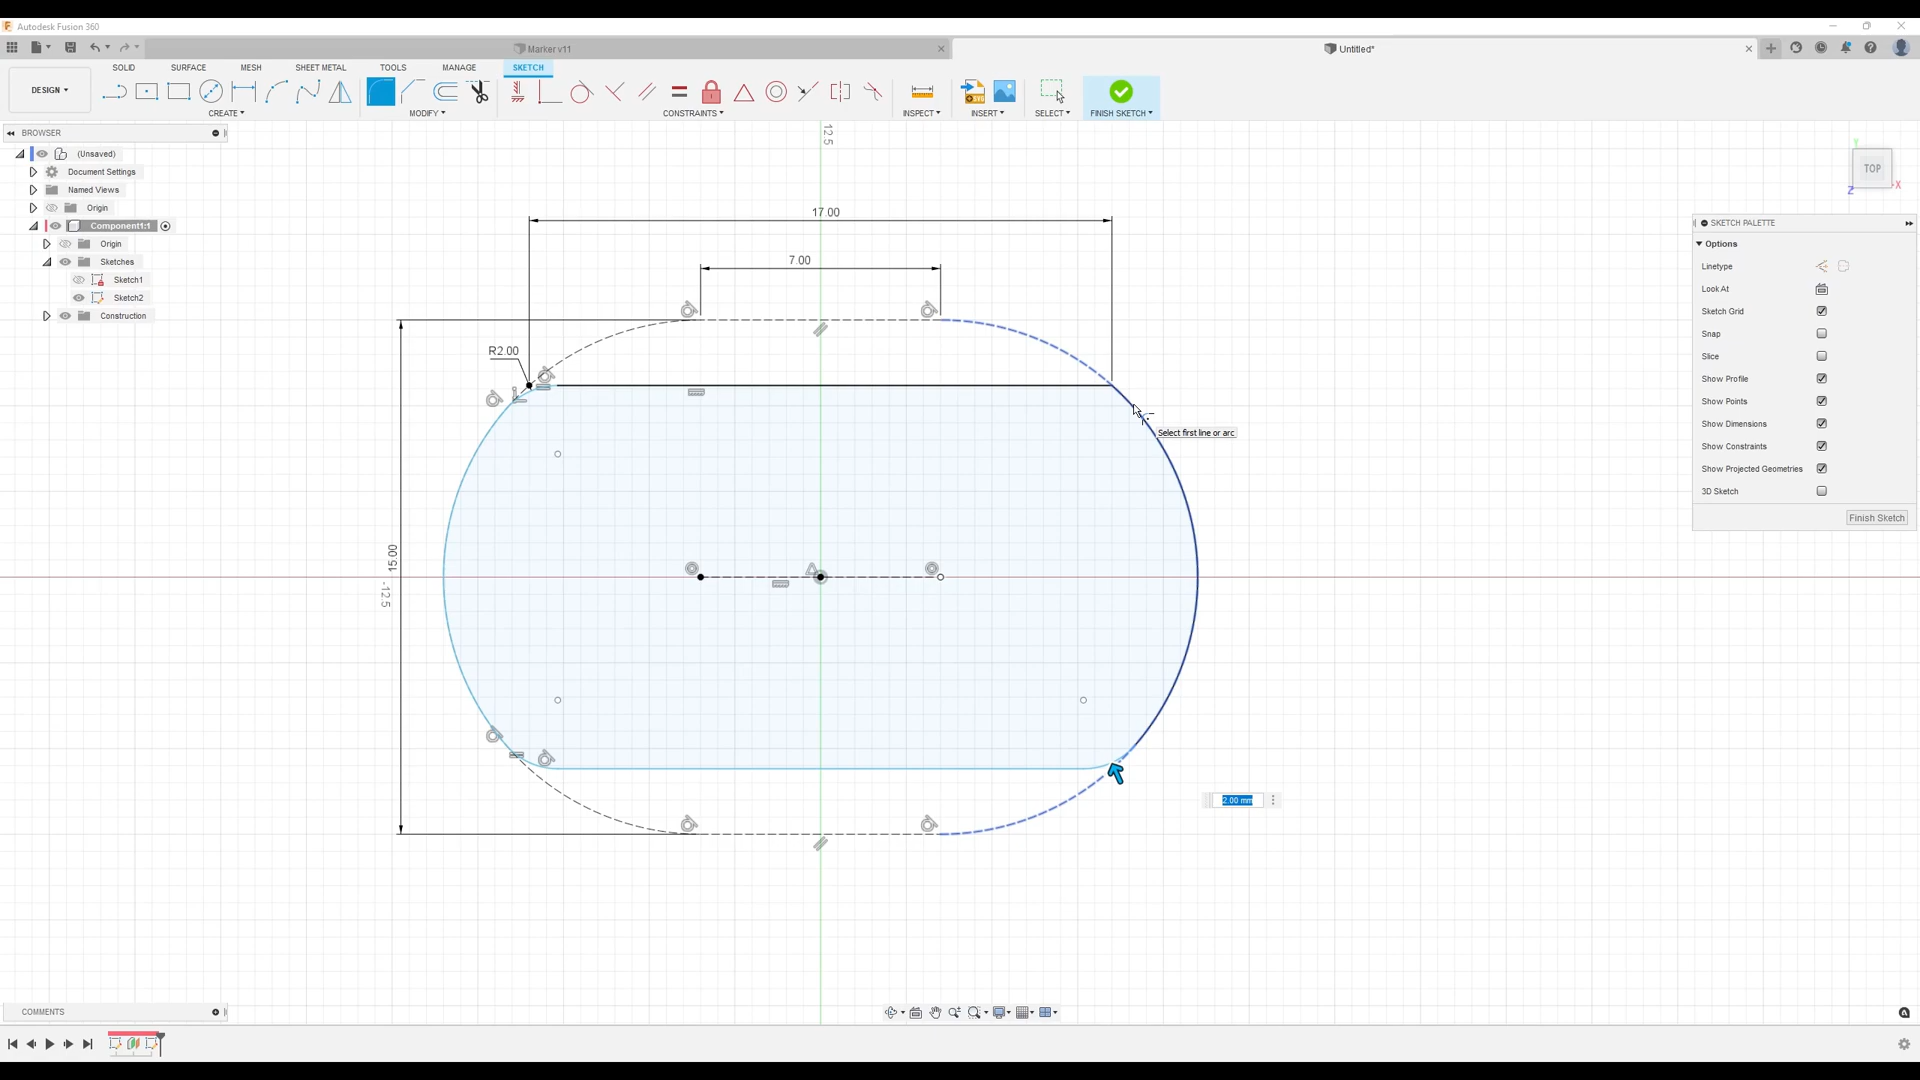 Autodesk Fusion 360
Marker v11
Untitled*
SOLID
SURFACE
MESH
SHEET METAL
TOOLS
MANAGE
SKETCH
DESIGN
CREATE
MODIFY
CONSTRAINTS
INSPECT
INSERT
SELECT
FINISH SKETCH
BROWSER
(Unsaved)
Document Settings
Named Views
Origin
Component1:1
Origin
Sketches
Sketch1
Sketch2
Construction
12.5
17.00
7.00
R2.00
15.00
-12.5
Select first line or arc
2.00 mm
Y
TOP
Z
X
SKETCH PALETTE
Options
Linetype
Look At
Sketch Grid
Snap
Slice
Show Profile
Show Points
Show Dimensions
Show Constraints
Show Projected Geometries
3D Sketch
Finish Sketch
COMMENTS